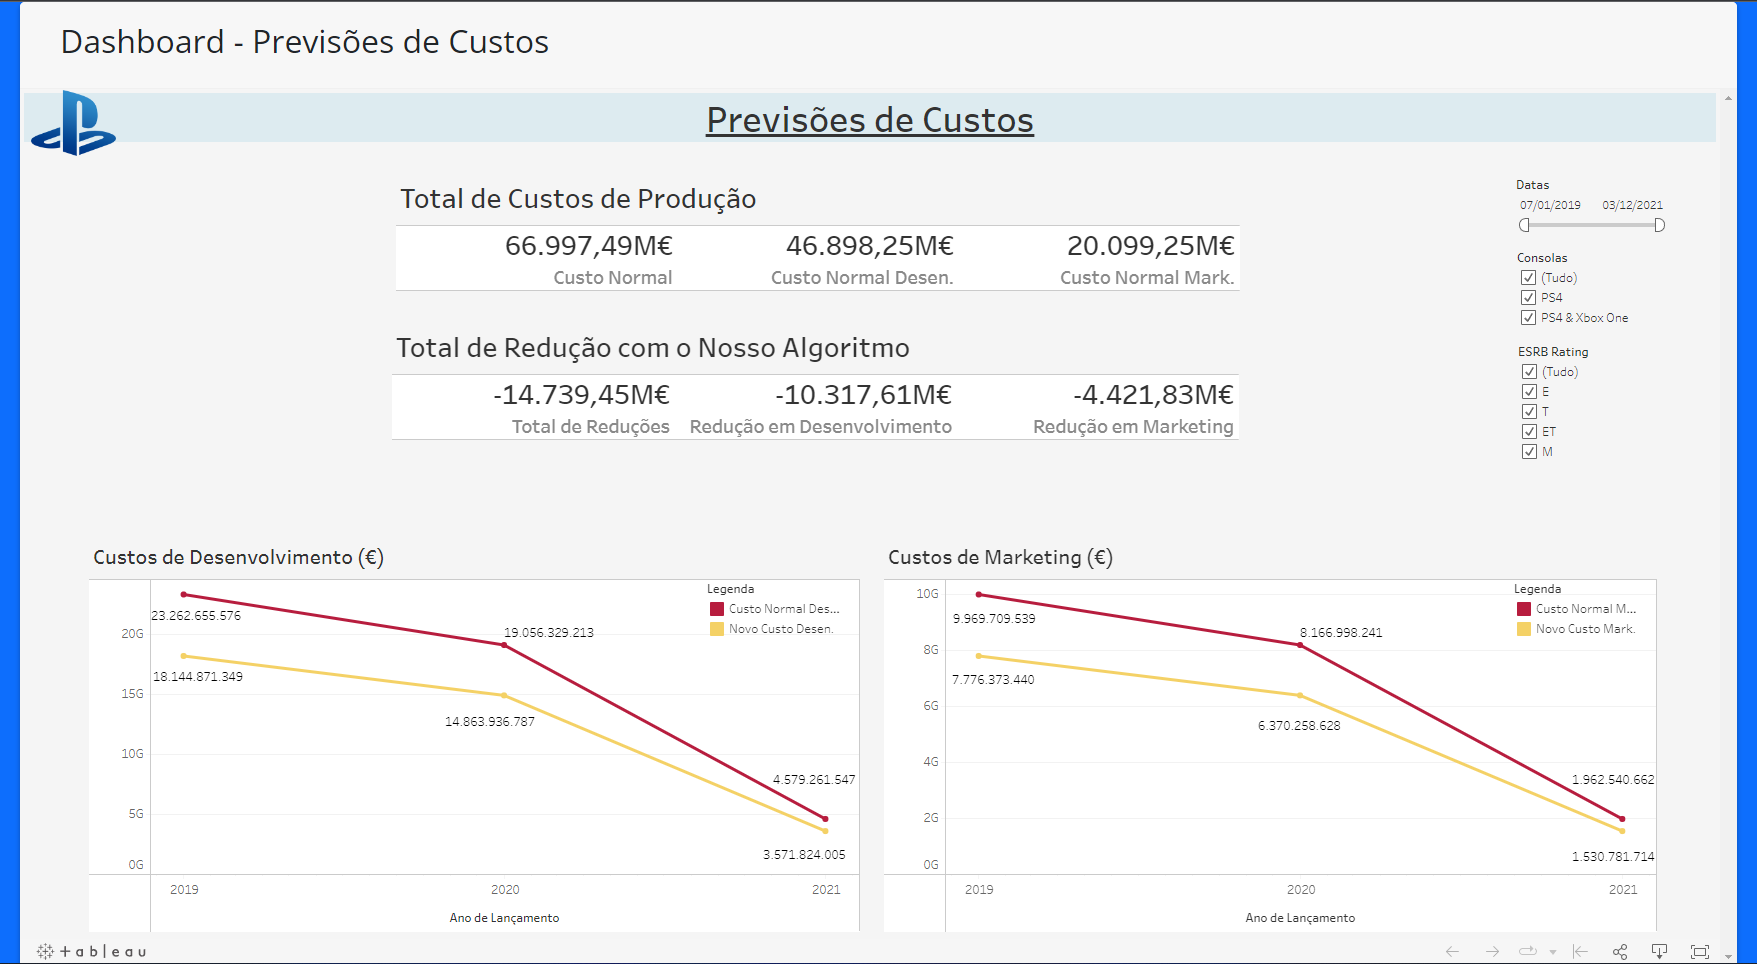 Dashboard - Previsões de Custos
Previsões de Custos
Total de Custos de Produção
66.997,49M€ 46.898,25M€ 20.099,25M€
Custo Normal Custo Normal Desen. Custo Normal Mark.
Total de Redução com o Nosso Algoritmo
-14.739,45M€ -10.317,61M€ -4.421,83M€
Total de Reduções Redução em Desenvolvimento Redução em Marketing
Datas
07/01/2019 03/12/2021
Consolas
(Tudo)
PS4
PS4 & Xbox One
ESRB Rating
(Tudo)
E
T
ET
M
Custos de Desenvolvimento (€)
Legenda
Custo Normal Des...
Novo Custo Desen.
20G
15G
10G
5G
0G
23.262.655.576
19.056.329.213
18.144.871.349
14.863.936.787
4.579.261.547
3.571.824.005
2019 2020 2021
Ano de Lançamento
Custos de Marketing (€)
Legenda
Custo Normal M...
Novo Custo Mark.
10G
8G
6G
4G
2G
0G
9.969.709.539
8.166.998.241
7.776.373.440
6.370.258.628
1.962.540.662
1.530.781.714
2019 2020 2021
Ano de Lançamento
+ableau